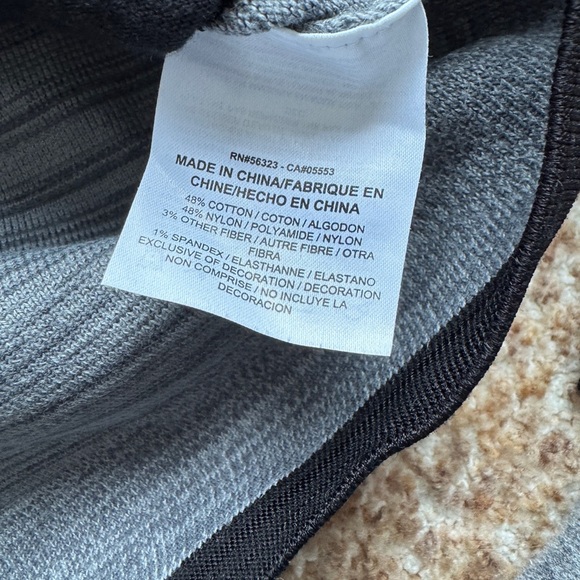 RN#56323 - CA#05553
MADE IN CHINA/FABRIQUE EN
CHINE/HECHO EN CHINA
48% COTTON / COTON / ALGODON
48% NYLON / POLYAMIDE / NYLON
3% OTHER FIBER / AUTRE FIBRE / OTRA
FIBRA
1% SPANDEX / ELASTHANNE / ELASTANO
EXCLUSIVE OF DECORATION / DECORATION
NON COMPRISE / NO INCLUYE LA
DECORACION